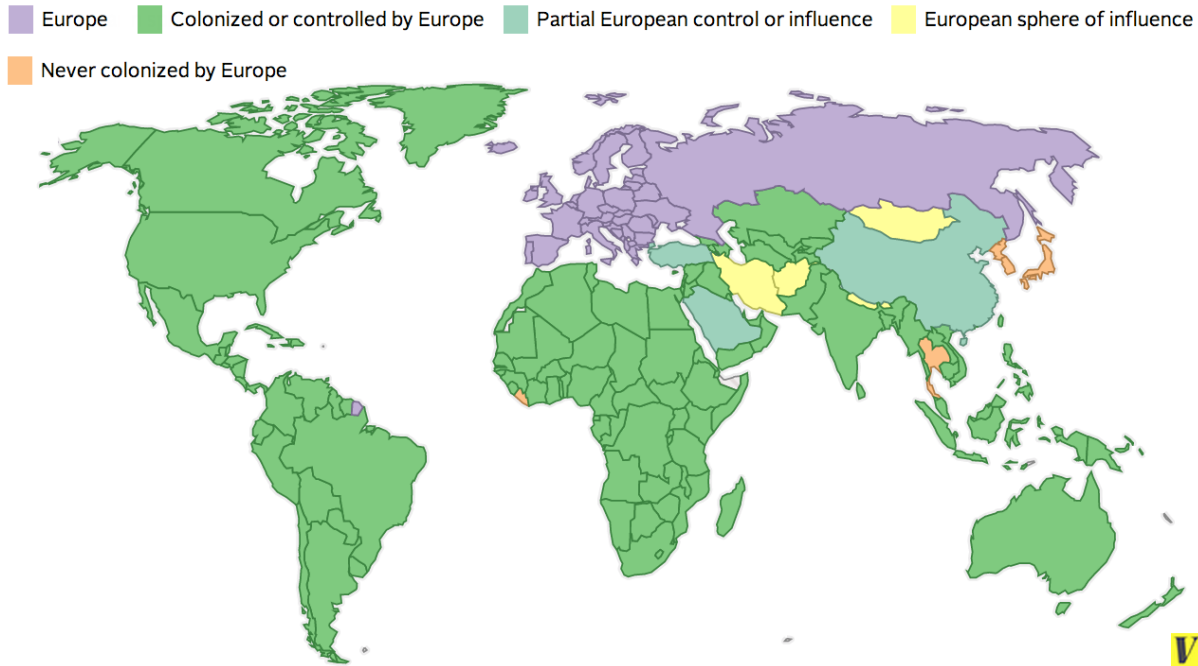 Europe Colonized or controlled by Europe Partial European control or influence European sphere of influence
Never colonized by Europe
V